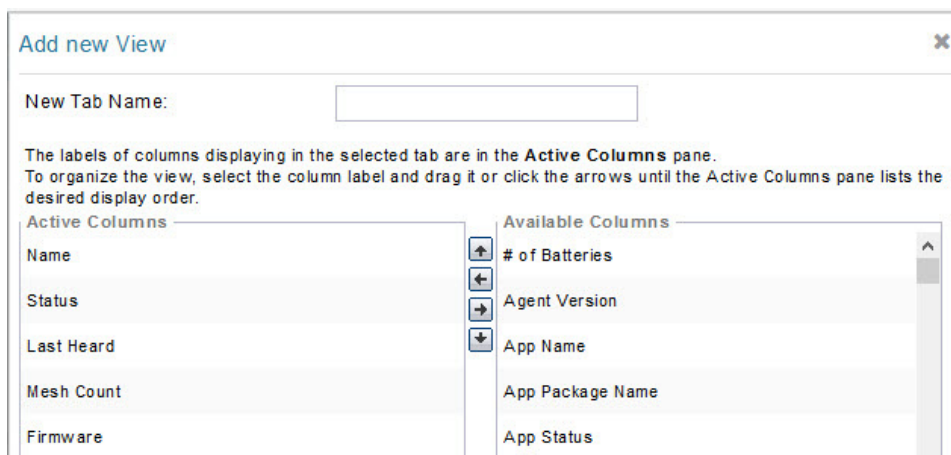 Add new View
New Tab Name:
The labels of columns displaying in the selected tab are in the Active Columns pane.
To organize the view, select the column label and drag it or click the arrows until the Active Columns pane lists the
desired display order.
Active Columns
Name
Status
Last Heard
Mesh Count
Firmware
Available Columns
# of Batteries
Agent Version
App Name
App Package Name
App Status